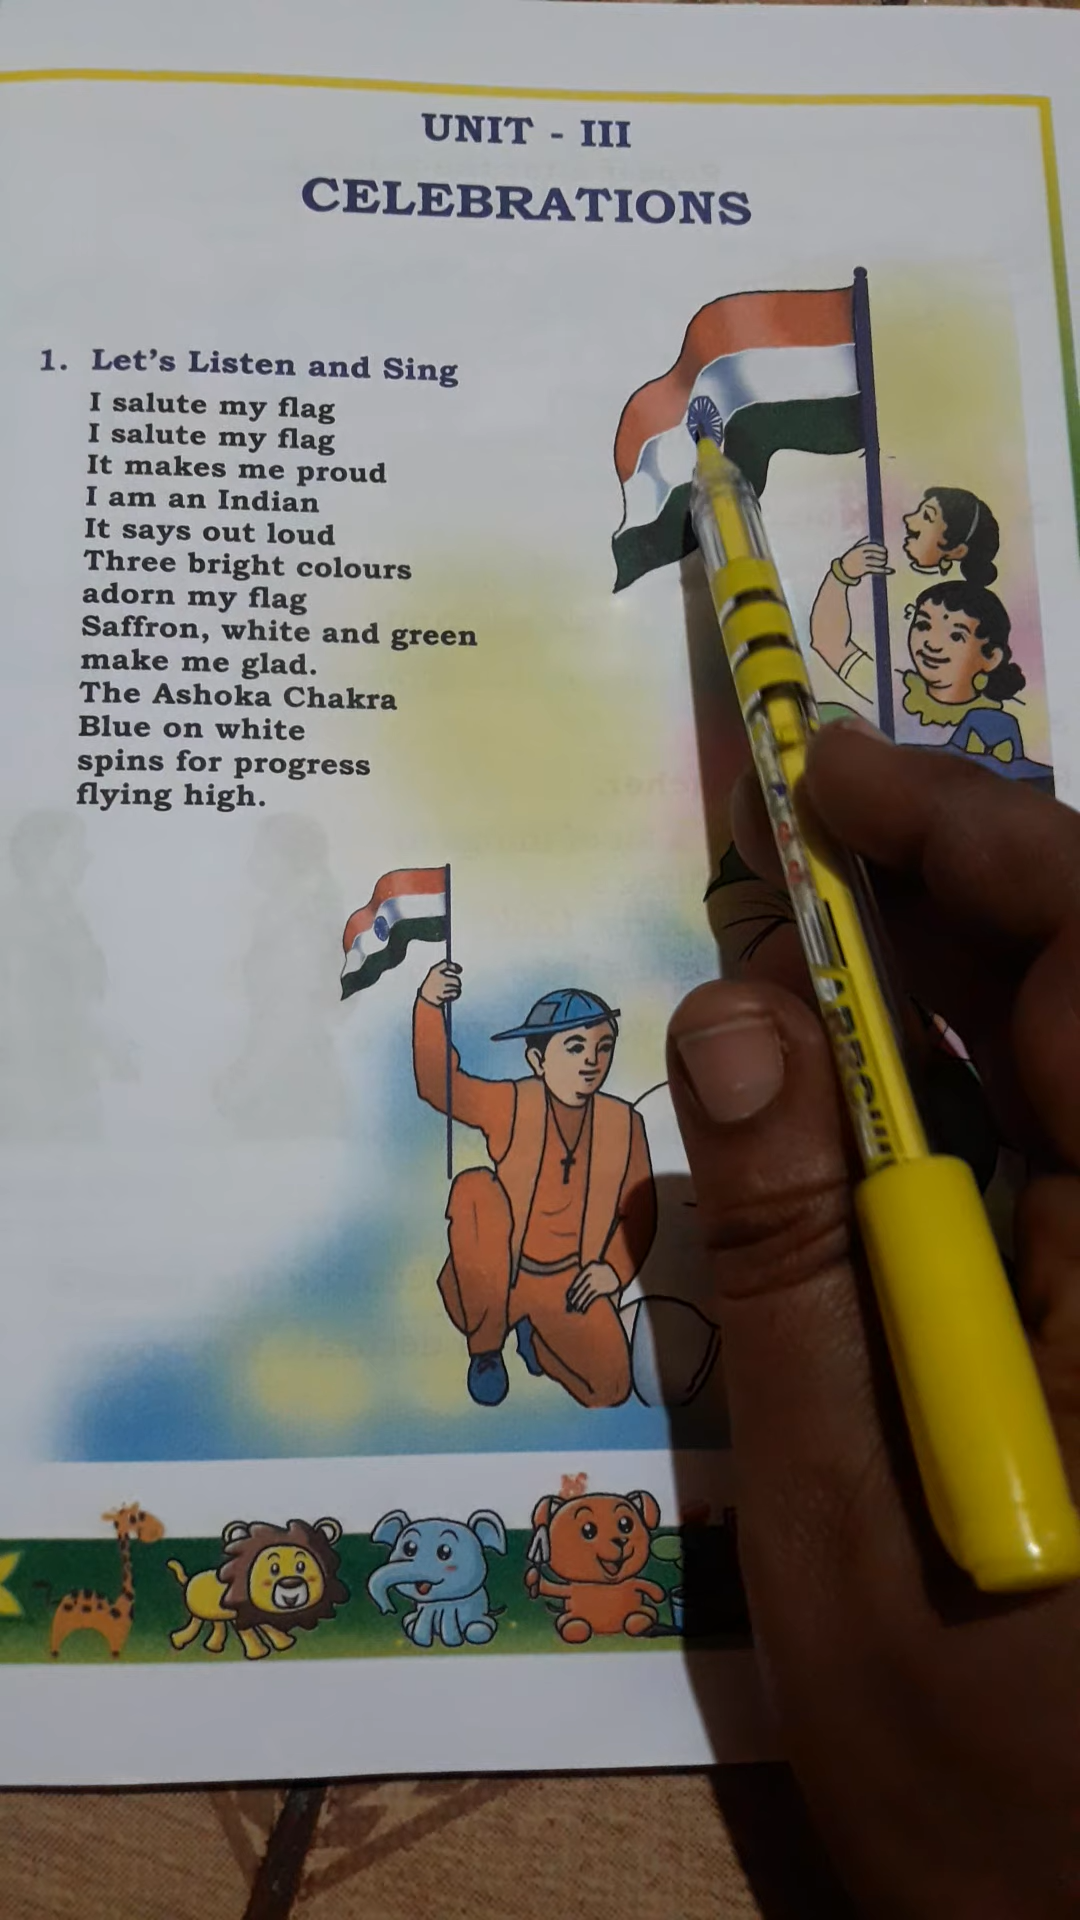 UNIT - III
CELEBRATIONS
1. Let's Listen and Sing
I salute my flag
I salute my flag
It makes me proud
I am an Indian
It says out loud
Three bright colours
adorn my flag
Saffron, white and green
make me glad.
The Ashoka Chakra
Blue on white
spins for progress
flying high.